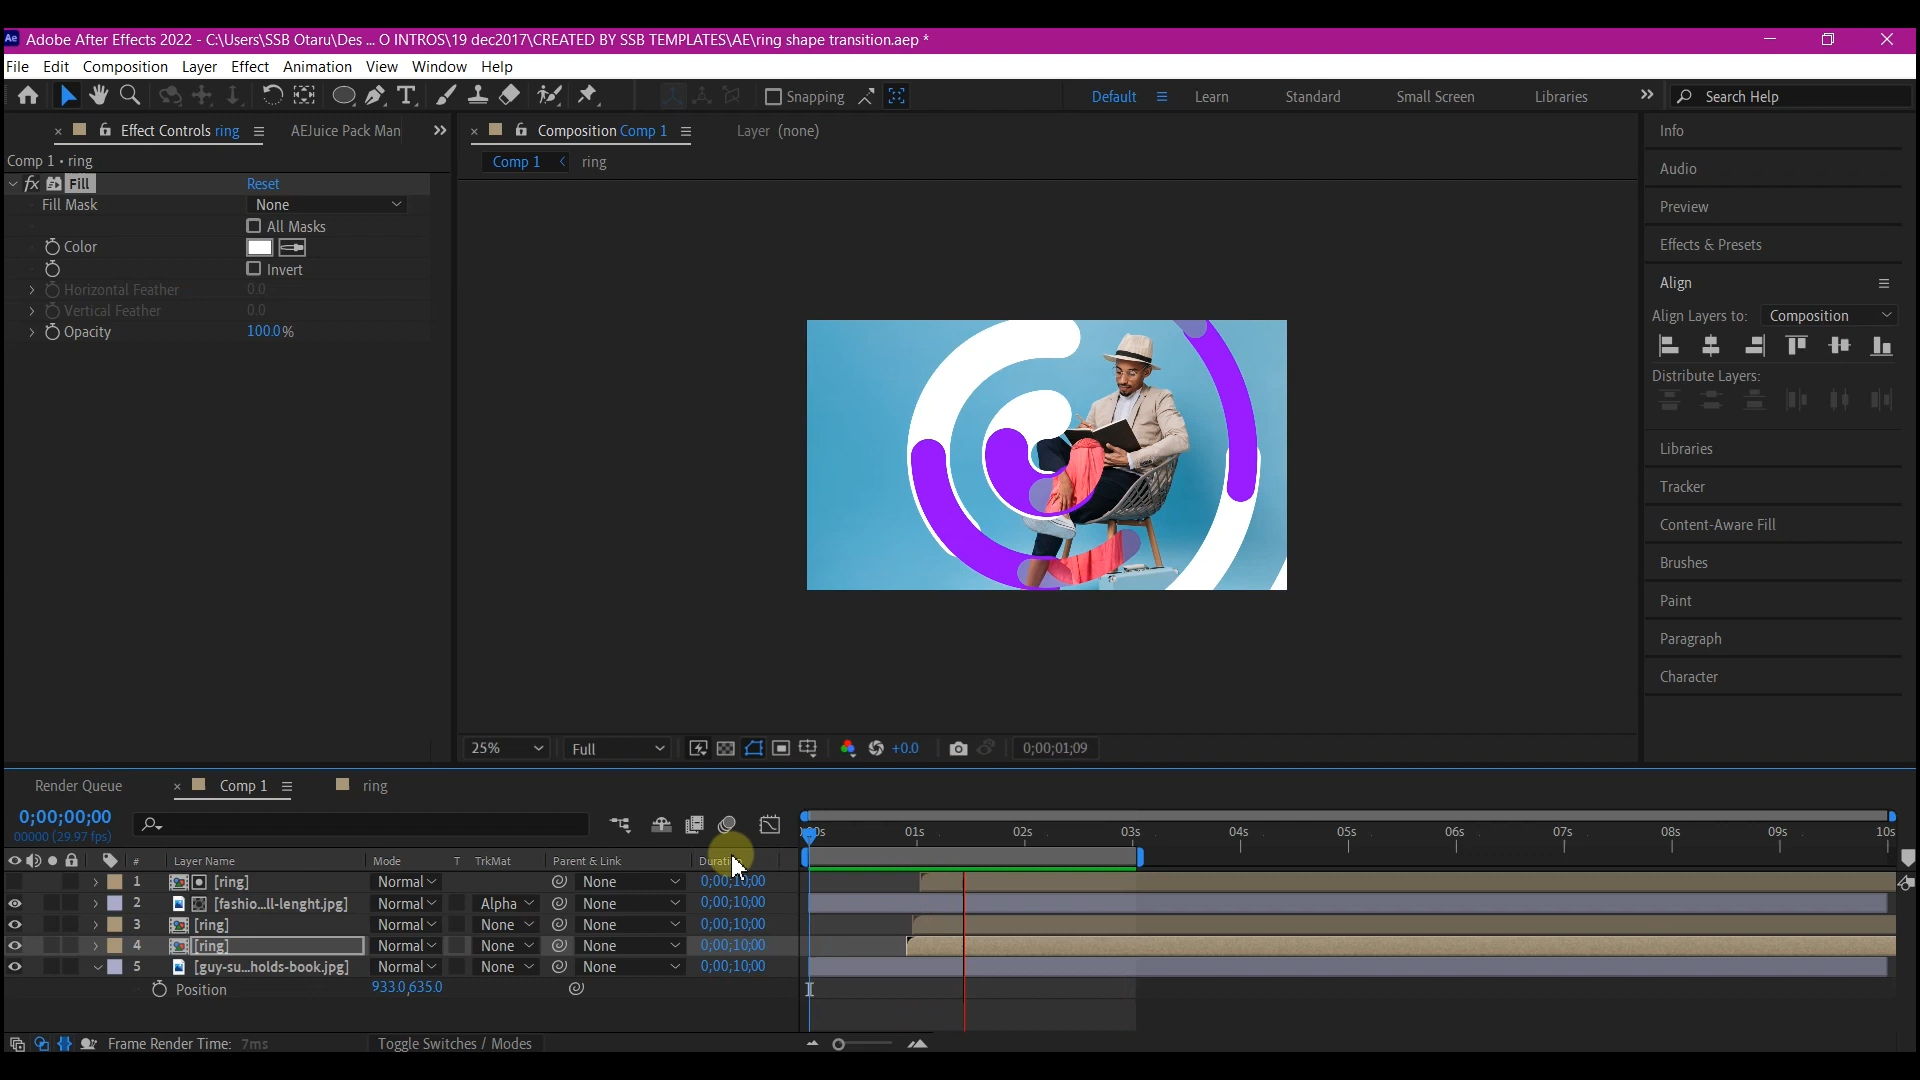 Ae Adobe After Effects 2022 - C:\Users\SSB Otaru\Des ... O INTROS\19 dec2017\CREATED BY SSB TEMPLATES\AE\ring shape transition.aep *
File Edit Composition Layer Effect Animation View Window Help
Snapping Default Learn Standard Small Screen Libraries Search Help
Effect Controls ring AEJuice Pack Man Composition Comp 1 Layer (none) Info
Comp 1 • ring Comp 1 ring
Audio
fx Fill Reset
Fill Mask None Preview
All Masks
Color Effects & Presets
Invert
Horizontal Feather 0.0 Align
Vertical Feather 0.0 Align Layers to: Composition
Opacity 100.0%
Distribute Layers:
Libraries
Tracker
Content-Aware Fill
Brushes
Paint
Paragraph
Character
25% Full +0.0 0;00;01;09
Render Queue Comp 1 ring
0;00;00;00
00000 (29.97 fps)
01s 02s 03s 04s 05s 06s 07s 08s 09s 10s
# Layer Name Mode T TrkMat Parent & Link
1 [ring] Normal None 0;00;10;00
2 [fashio...ll-lenght.jpg] Normal Alpha None 0;00;10;00
3 [ring] Normal None None 0;00;10;00
4 [ring] Normal None None 0;00;10;00
5 [guy-su...holds-book.jpg] Normal None None 0;00;10;00
Position 933.0,635.0
Frame Render Time: 7ms Toggle Switches / Modes